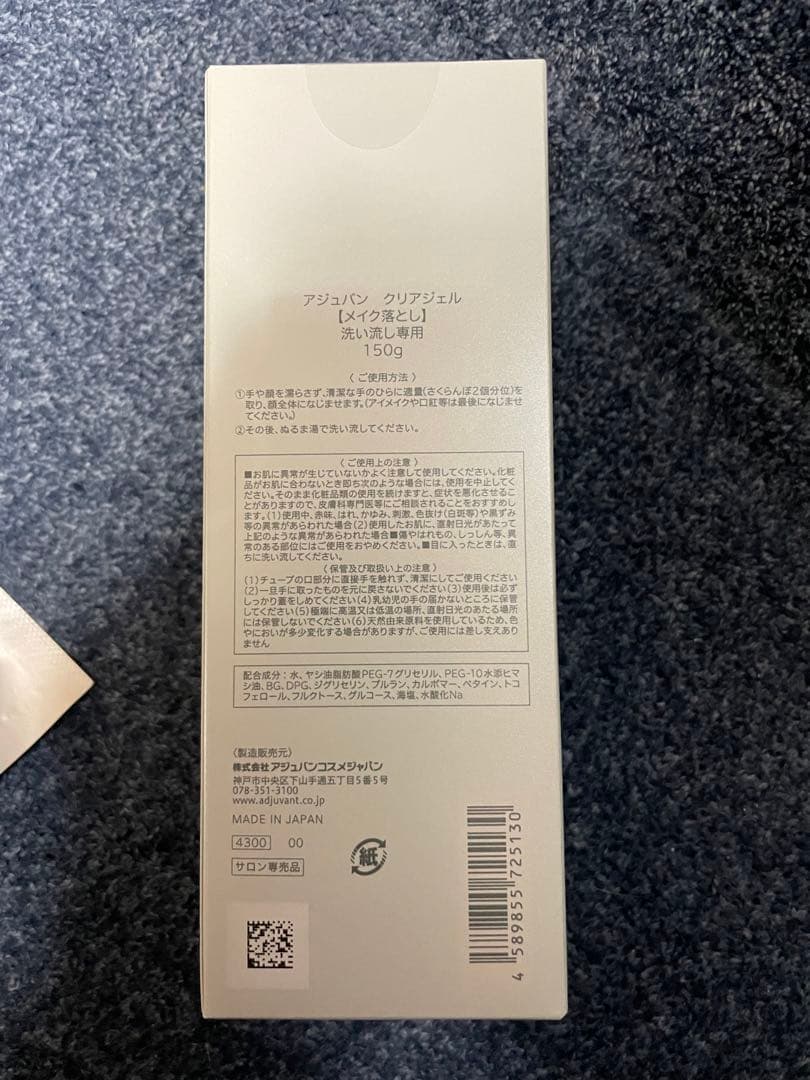 アジュバン　クリアジェル
【メイク落とし】
洗い流し専用
150g
〈 ご使用方法 〉
①手や顔を濡らさず、清潔な手のひらに適量(さくらんぼ2個分位)を
取り、顔全体になじませます。(アイメイクや口紅等は最後になじませ
てください。)
②その後、ぬるま湯で洗い流してください。
〈 ご使用上の注意 〉
■お肌に異常が生じていないかよく注意して使用してください。化粧
品がお肌に合わないとき即ち次のような場合には、使用を中止してく
ださい。そのまま化粧品類の使用を続けますと、症状を悪化させるこ
とがありますので、皮膚科専門医等にご相談されることをおすすめしま
す。(1)使用中、赤味、はれ、かゆみ、刺激、色抜け(白斑等)や黒ずみ
等の異常があらわれた場合(2)使用したお肌に、直射日光があたって
上記のような異常があらわれた場合■傷やはれもの、しっしん等、異
常のある部位にはご使用をおやめください。■目に入ったときは、直
ちに洗い流してください。
〈保管及び取扱い上の注意〉
(1)チューブの口部分に直接手を触れず、清潔にしてご使用ください
(2)一旦手に取ったものを元に戻さないでください(3)使用後は必ず
しっかり蓋をしめてください(4)乳幼児の手の届かないところに保管
してください(5)極端に高温又は低温の場所、直射日光のあたる場所
には保管しないでください(6)天然由来原料を使用しているため、色
やにおいが多少変化する場合がありますが、ご使用には差し支えあり
ません
配合成分：水、ヤシ油脂肪酸PEG-7グリセリル、PEG-10水添ヒマ
シ油、BG、DPG、ジグリセリン、プルラン、カルボマー、ベタイン、トコ
フェロール、フルクトース、グルコース、海塩、水酸化Na
〈製造販売元〉
株式会社 アジュバンコスメジャパン
神戸市中央区下山手通五丁目5番5号
078-351-3100
www.adjuvant.co.jp
MADE IN JAPAN
4300　00
サロン専売品
紙
4 589855 725130